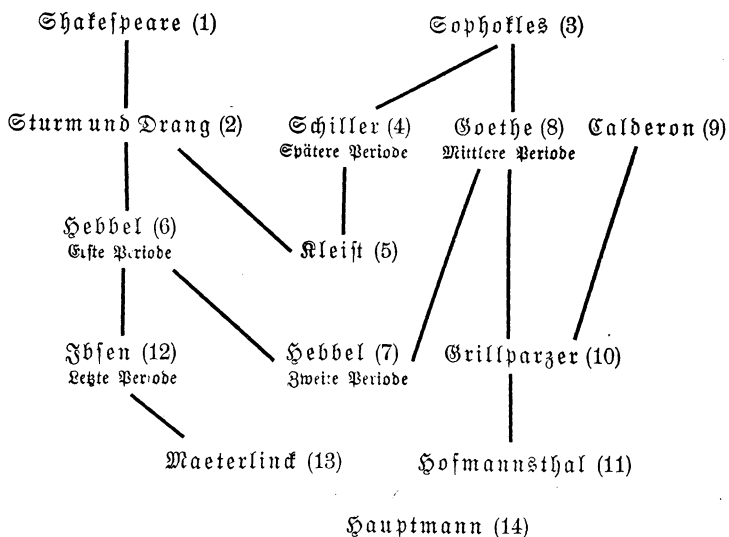 Shakeſpeare (1)
Sophokles (3)
Sturm und Drang (2)
Schiller (4)
Spätere Periode
Goethe (8)
Mittlere Periode
Calderon (9)
Hebbel (6)
Erſte Periode
Kleiſt (5)
Ibſen (12)
Letzte Periode
Hebbel (7)
Zweite Periode
Grillparzer (10)
Maeterlinck (13)
Hofmannsthal (11)
Hauptmann (14)